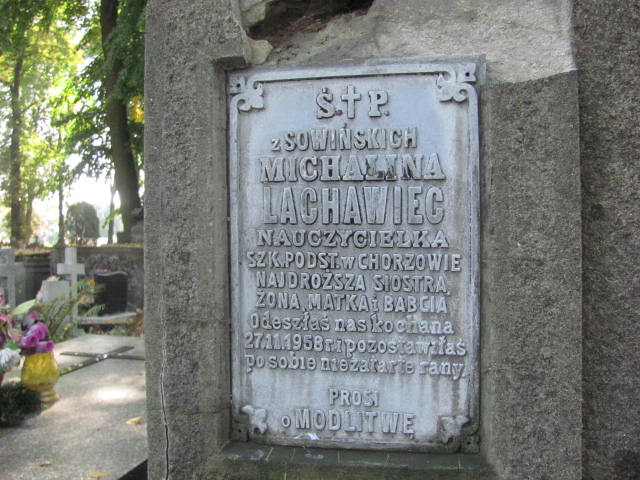 Ś.✝P.
z SOWIŃSKICH
MICHALINA
LACHAWIEC
NAUCZYCIELKA
SZK. PODST. w CHORZOWIE
NAJDROŻSZA SIOSTRA,
ŻONA, MATKA i BABCIA
Odeszłaś nas kochana
27.11.1958 r. i pozostawiłaś
po sobie niezatarte rany.
PROSI
o MODLITWĘ